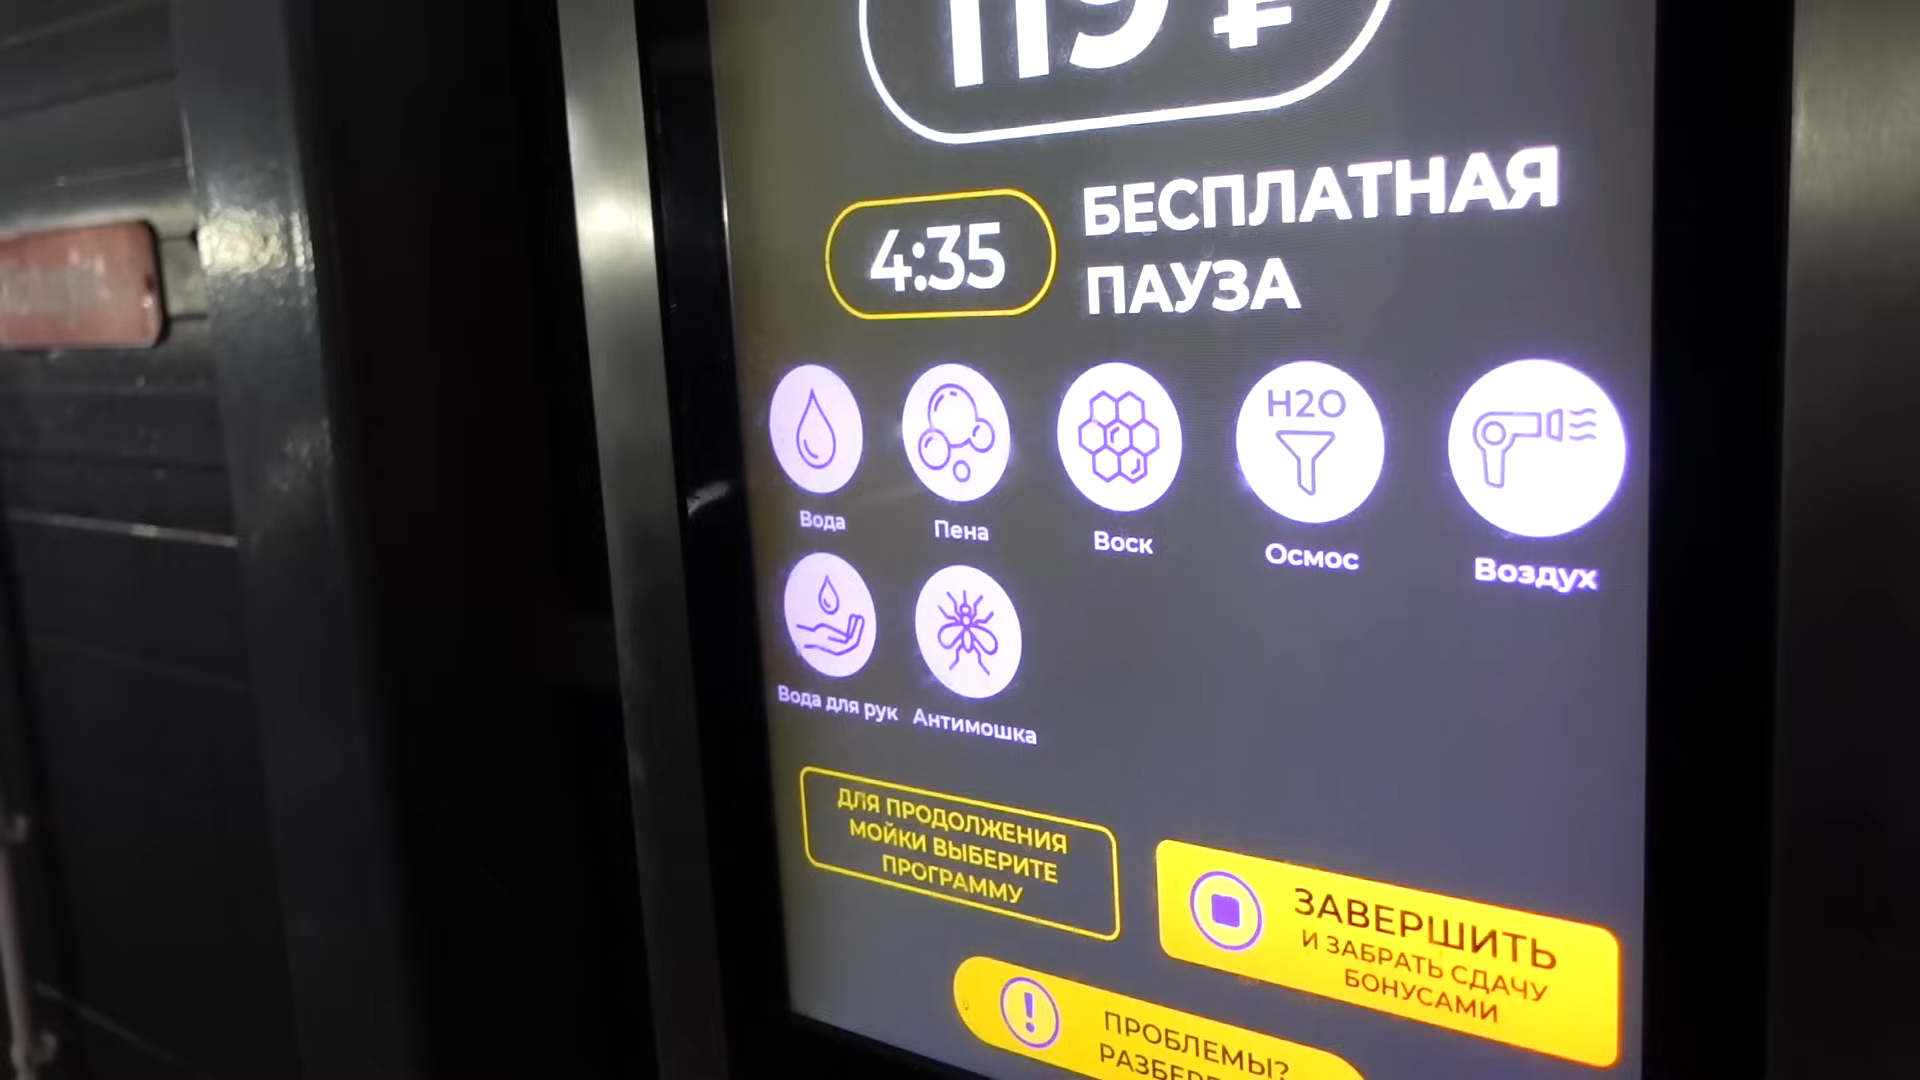 119 ₽
4:35
БЕСПЛАТНАЯ
ПАУЗА
H2O
Вода
Пена
Воск
Осмос
Воздух
Вода для рук
Антимошка
ДЛЯ ПРОДОЛЖЕНИЯ
МОЙКИ ВЫБЕРИТЕ
ПРОГРАММУ
ЗАВЕРШИТЬ
И ЗАБРАТЬ СДАЧУ
БОНУСАМИ
ПРОБЛЕМЫ?